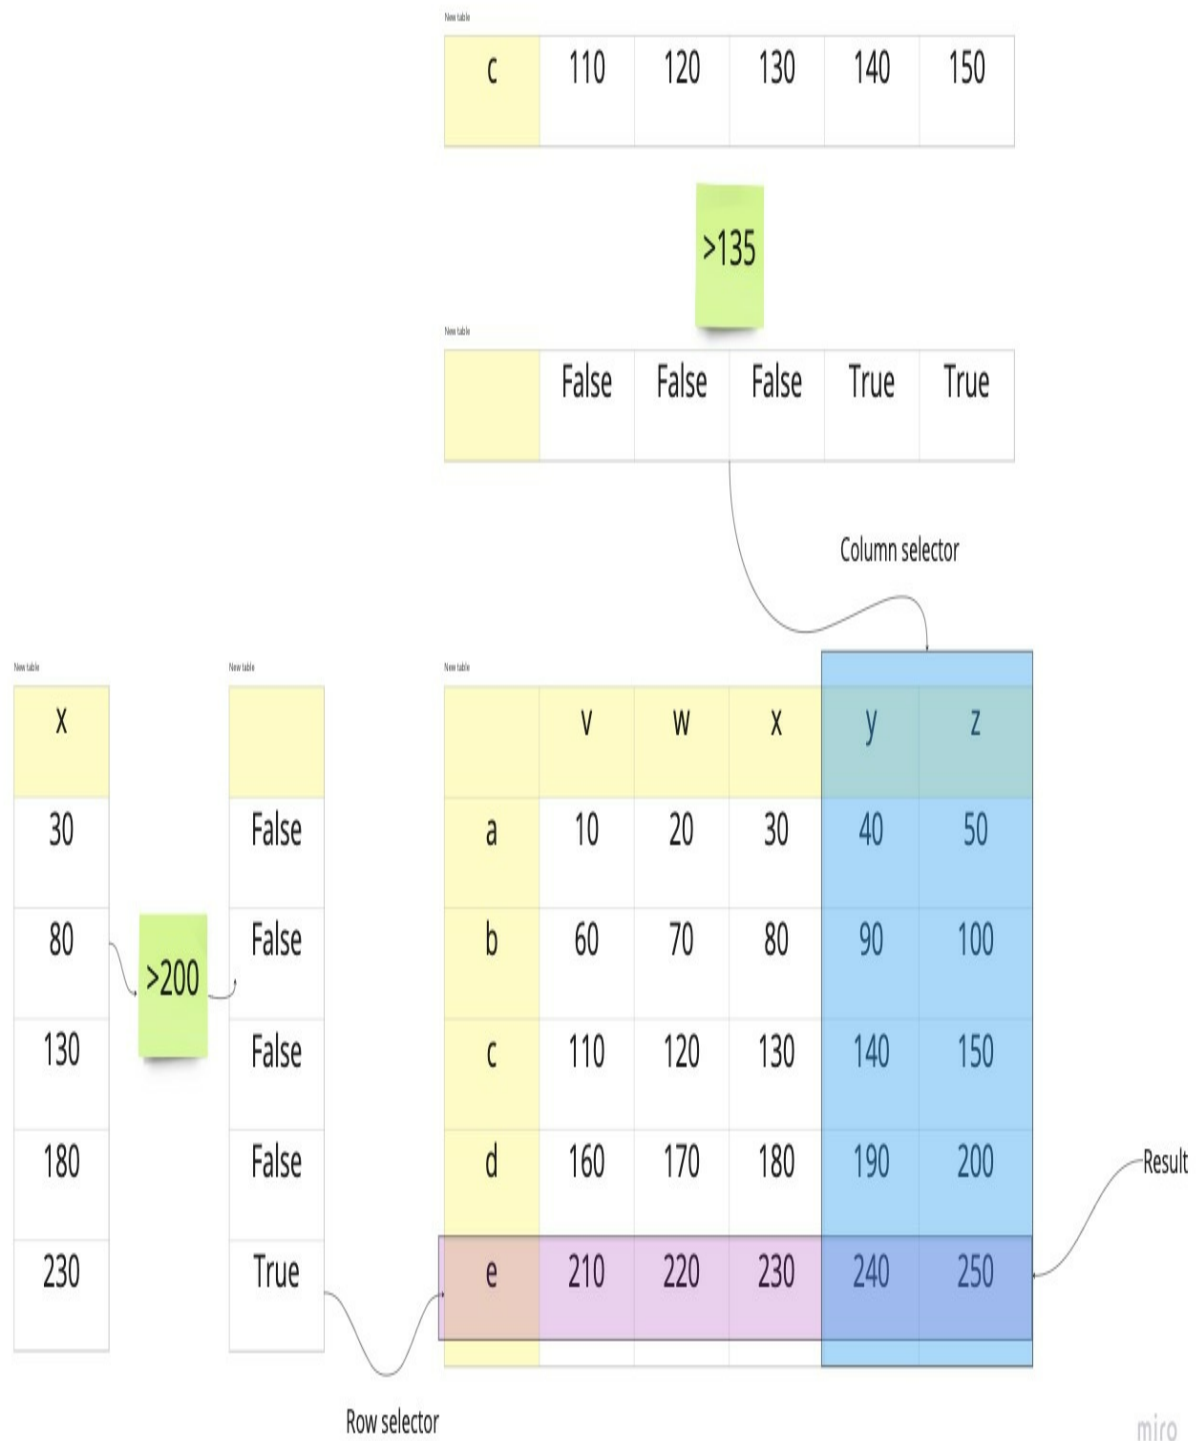 New table
c 110 120 130 140 150
>135
New table
False False False True True
Column selector
New table
x
30
80
130
180
230
>200
New table
False
False
False
False
True
Row selector
New table
v w x y z
a 10 20 30 40 50
b 60 70 80 90 100
c 110 120 130 140 150
d 160 170 180 190 200
e 210 220 230 240 250
Result
miro